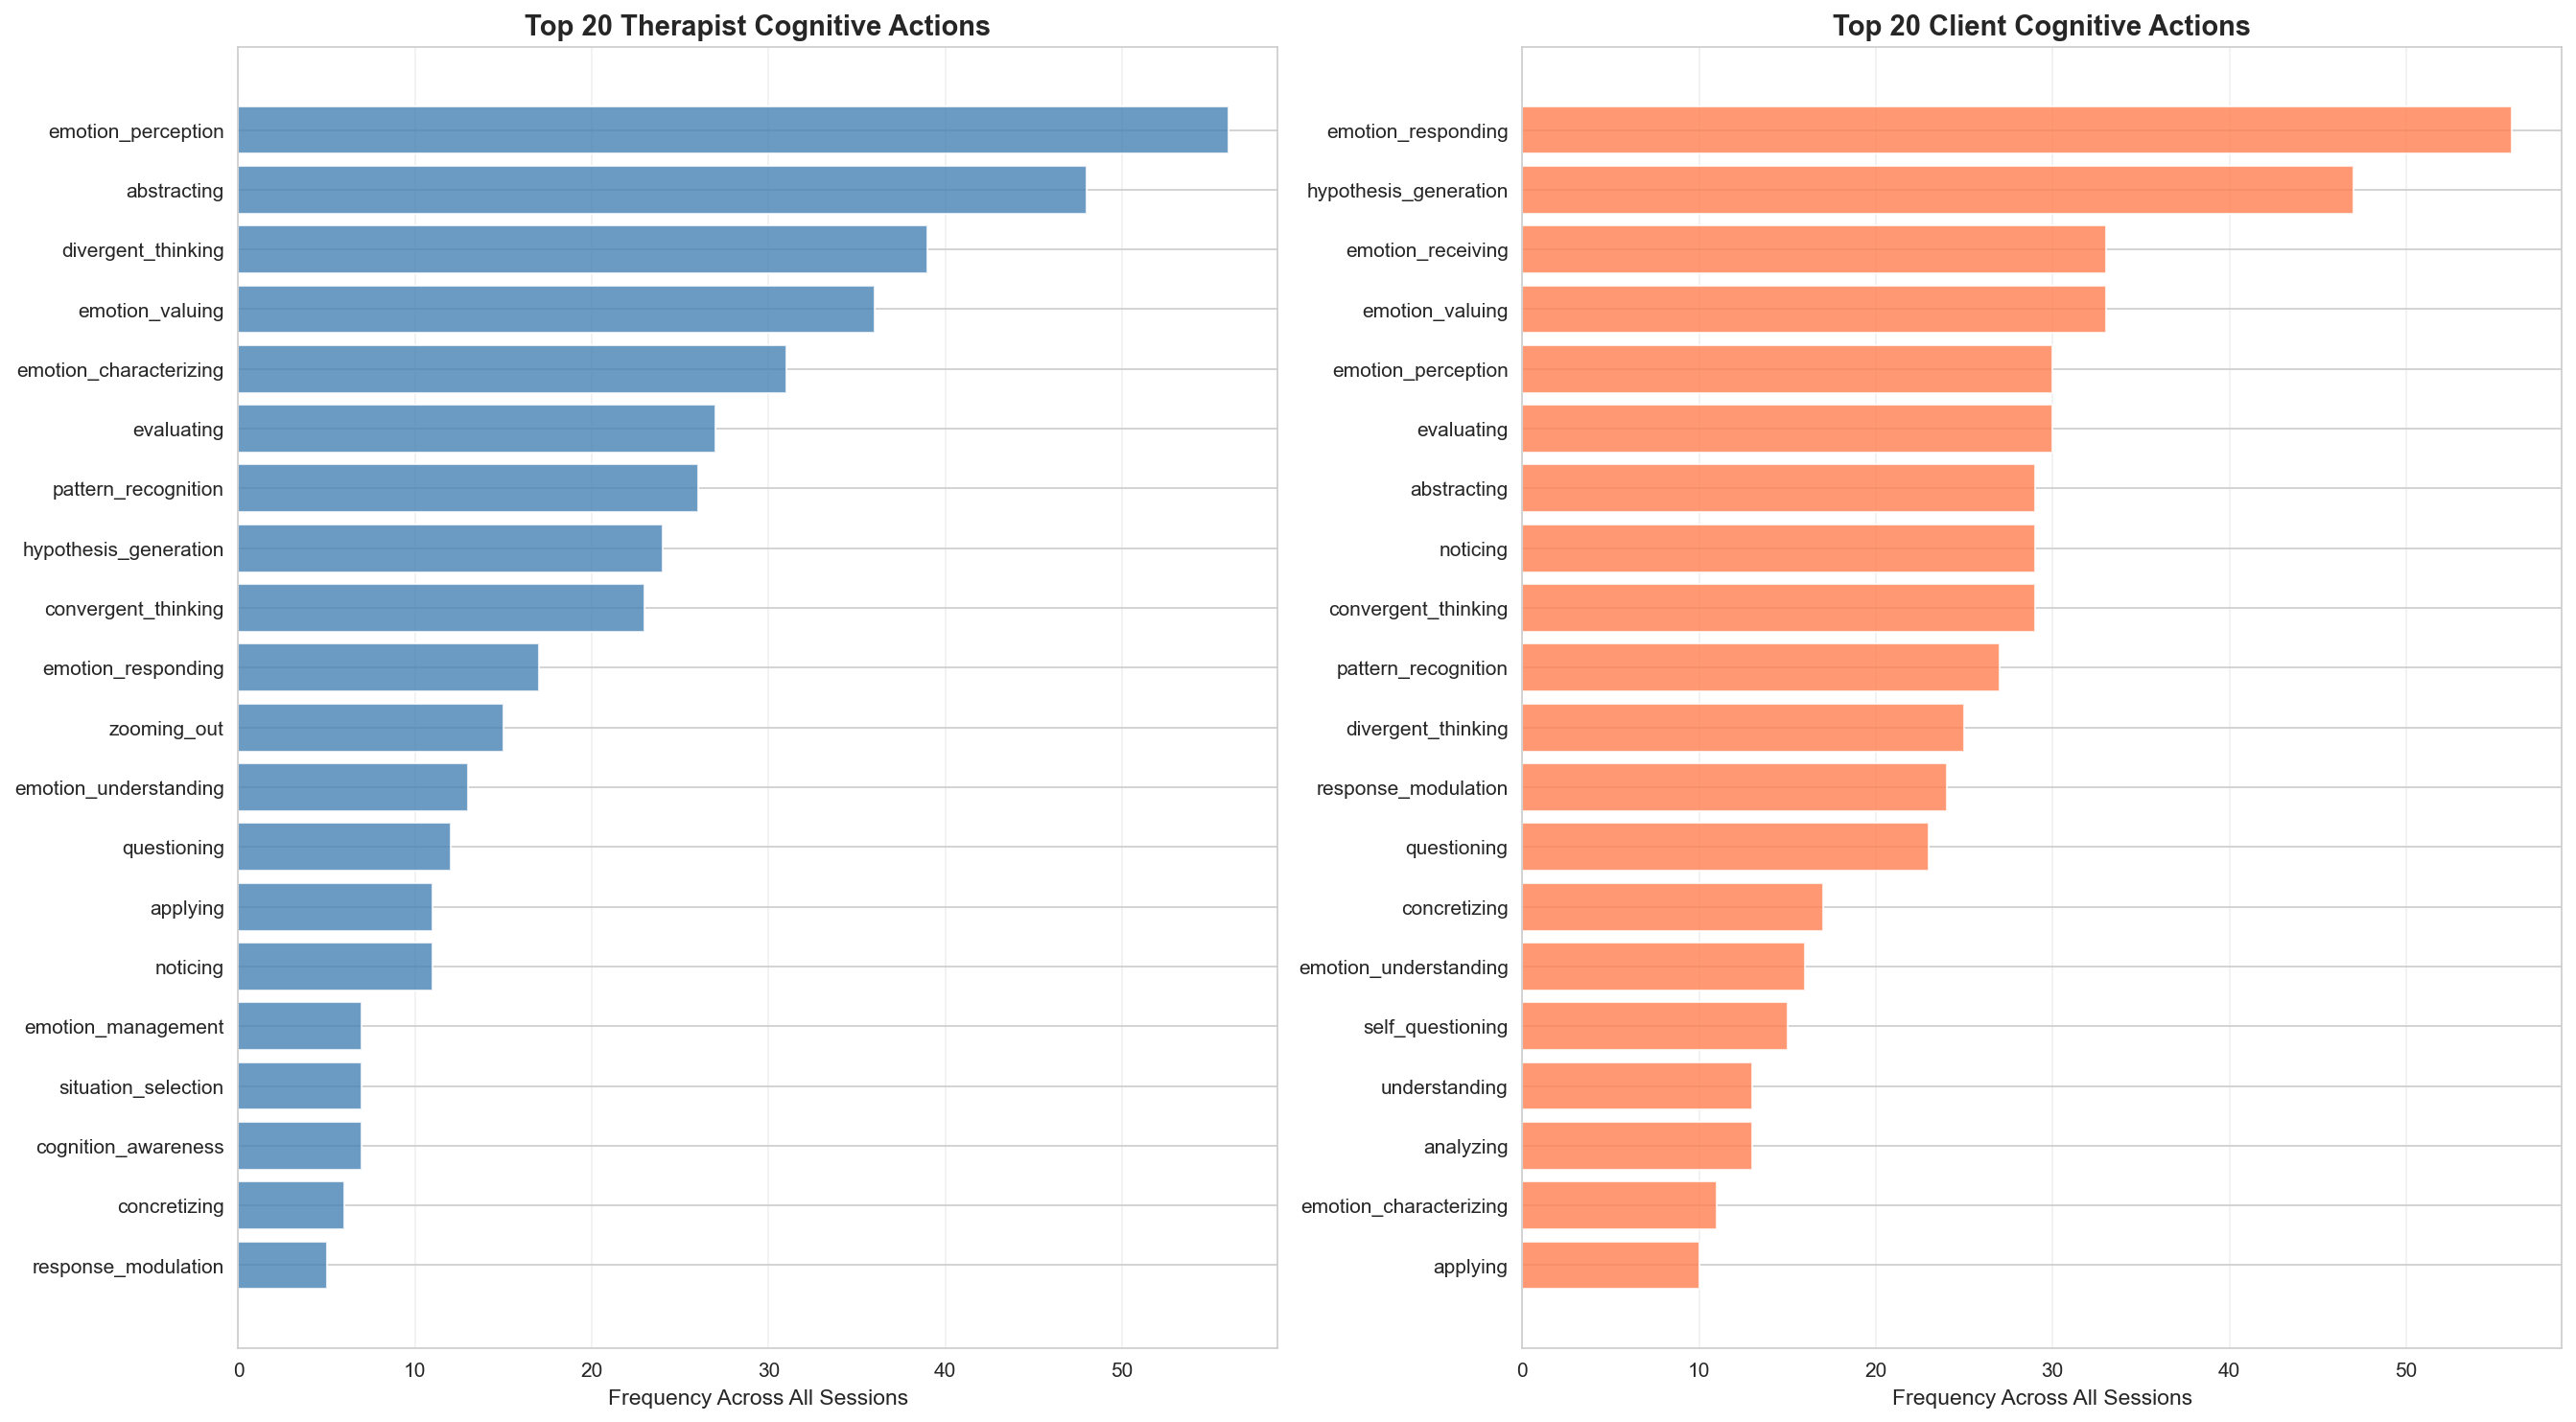 Top 20 Therapist Cognitive Actions
emotion_perception
abstracting
divergent_thinking
emotion_valuing
emotion_characterizing
evaluating
pattern_recognition
hypothesis_generation
convergent_thinking
emotion_responding
zooming_out
emotion_understanding
questioning
applying
noticing
emotion_management
situation_selection
cognition_awareness
concretizing
response_modulation
0 10 20 30 40 50
Frequency Across All Sessions
Top 20 Client Cognitive Actions
emotion_responding
hypothesis_generation
emotion_receiving
emotion_valuing
emotion_perception
evaluating
abstracting
noticing
convergent_thinking
pattern_recognition
divergent_thinking
response_modulation
questioning
concretizing
emotion_understanding
self_questioning
understanding
analyzing
emotion_characterizing
applying
0 10 20 30 40 50
Frequency Across All Sessions